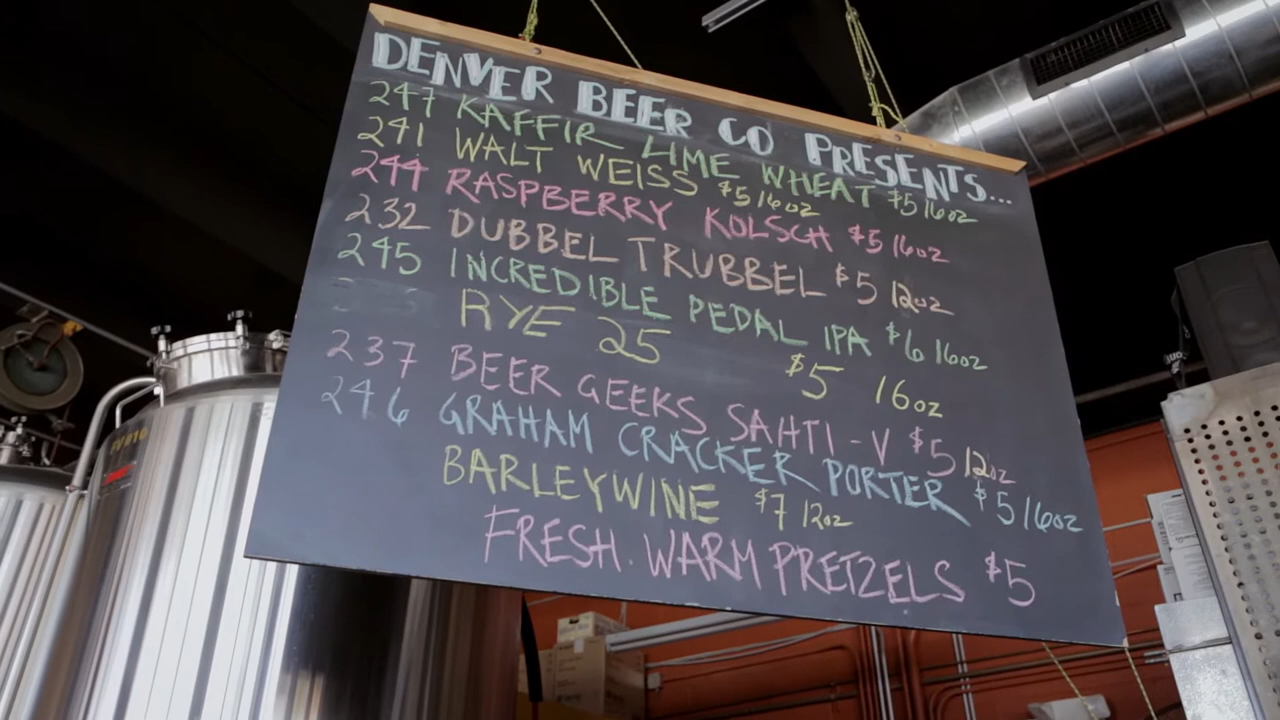 DENVER BEER CO PRESENTS...
247 KAFFIR LIME WHEAT $5 16oz
241 WALT WEISS $5 16oz
244 RASPBERRY KOLSCH $5 16oz
232 DUBBEL TRUBBEL $5 12oz
245 INCREDIBLE PEDAL IPA $6 16oz
RYE 25 $5 16oz
237 BEER GEEKS SAHTI-V $5 12oz
246 GRAHAM CRACKER PORTER $5 16oz
BARLEYWINE $7 12oz
FRESH. WARM PRETZELS $5